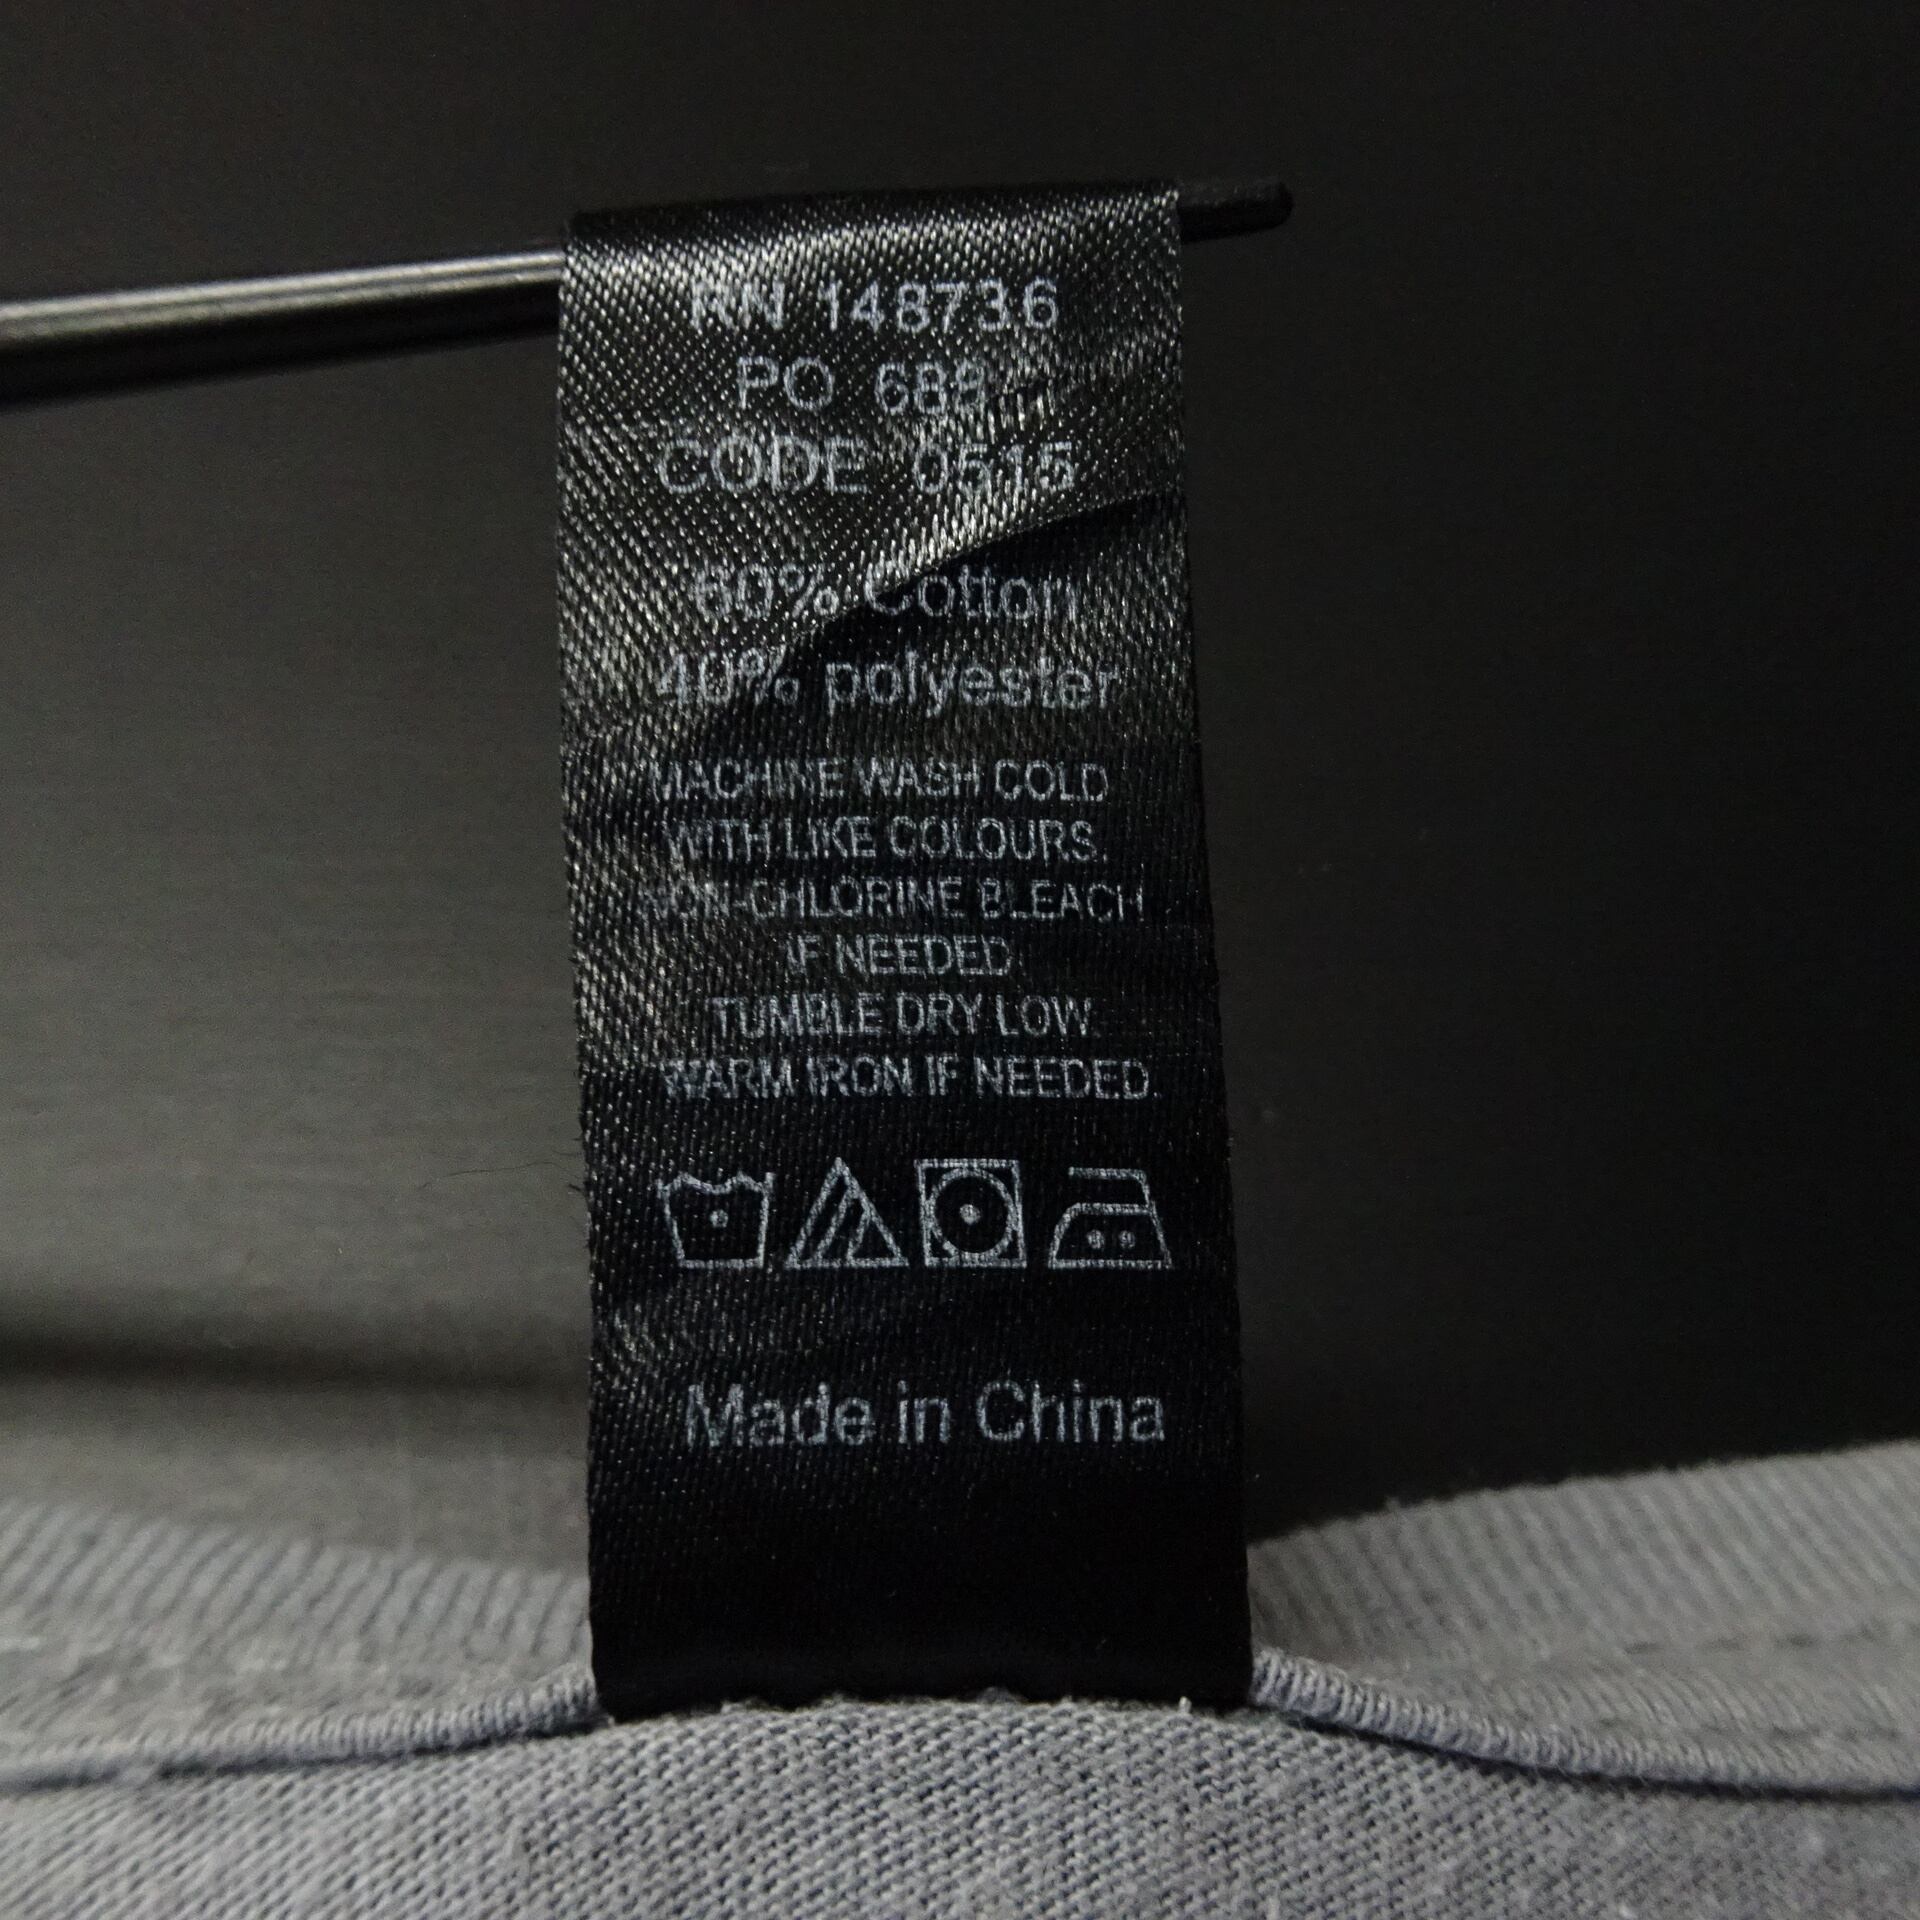 RN 148736
PO 689
CODE 0515
60% Cotton
40% polyester
MACHINE WASH COLD
WITH LIKE COLOURS.
NON-CHLORINE BLEACH
IF NEEDED.
TUMBLE DRY LOW.
WARM IRON IF NEEDED.
Made in China